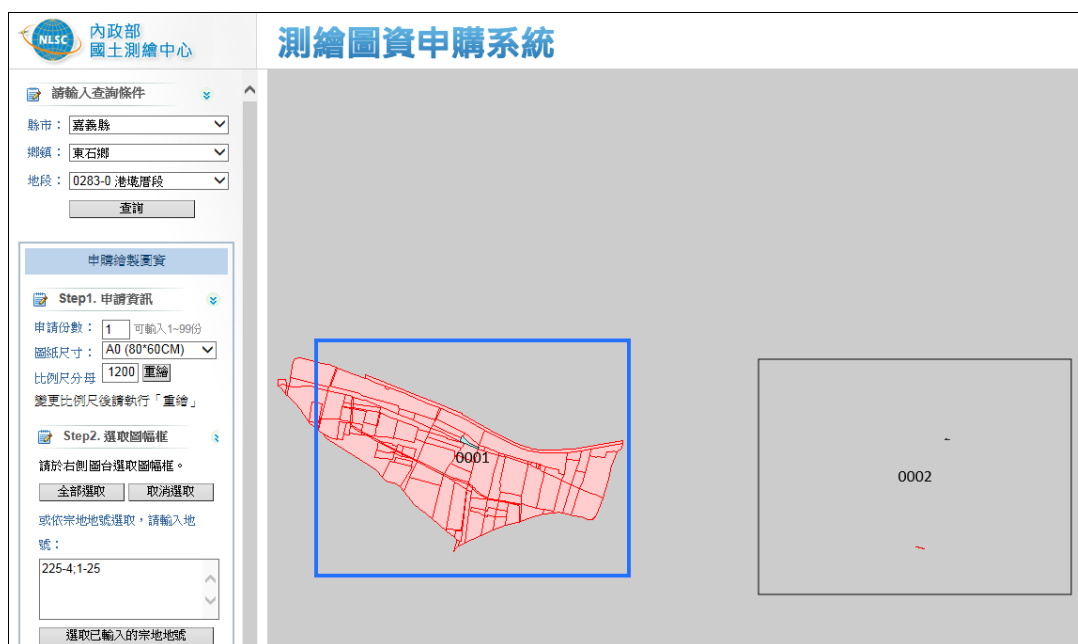 NLSC
內政部
國土測繪中心
測繪圖資申購系統
請輸入查詢條件
縣市： 嘉義縣
鄉鎮： 東石鄉
地段： 0283-0 港墘厝段
查詢
申購繪製圖資
Step1. 申請資訊
申請份數： 1 可輸入1~99份
圖紙尺寸： A0 (80*60CM)
比例尺分母 1200 重繪
變更比例尺後請執行「重繪」
Step2. 選取圖幅框
請於右側圖台選取圖幅框。
全部選取 取消選取
或依宗地地號選取，請輸入地
號：
225-4;1-25
選取已輸入的宗地地號
0001
0002